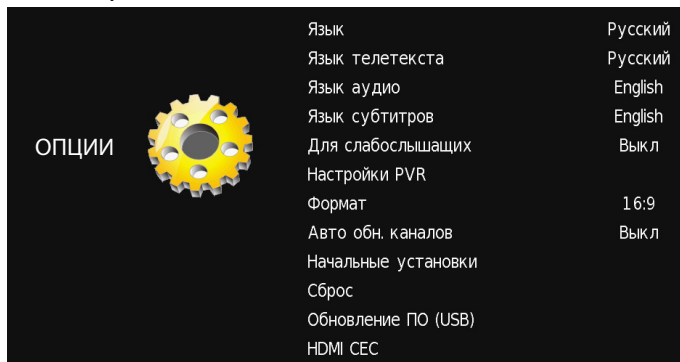 ОПЦИИ
Язык Русский
Язык телетекста Русский
Язык аудио English
Язык субтитров English
Для слабослышащих Выкл
Настройки PVR
Формат 16:9
Авто обн. каналов Выкл
Начальные установки
Сброс
Обновление ПО (USB)
HDMI CEC